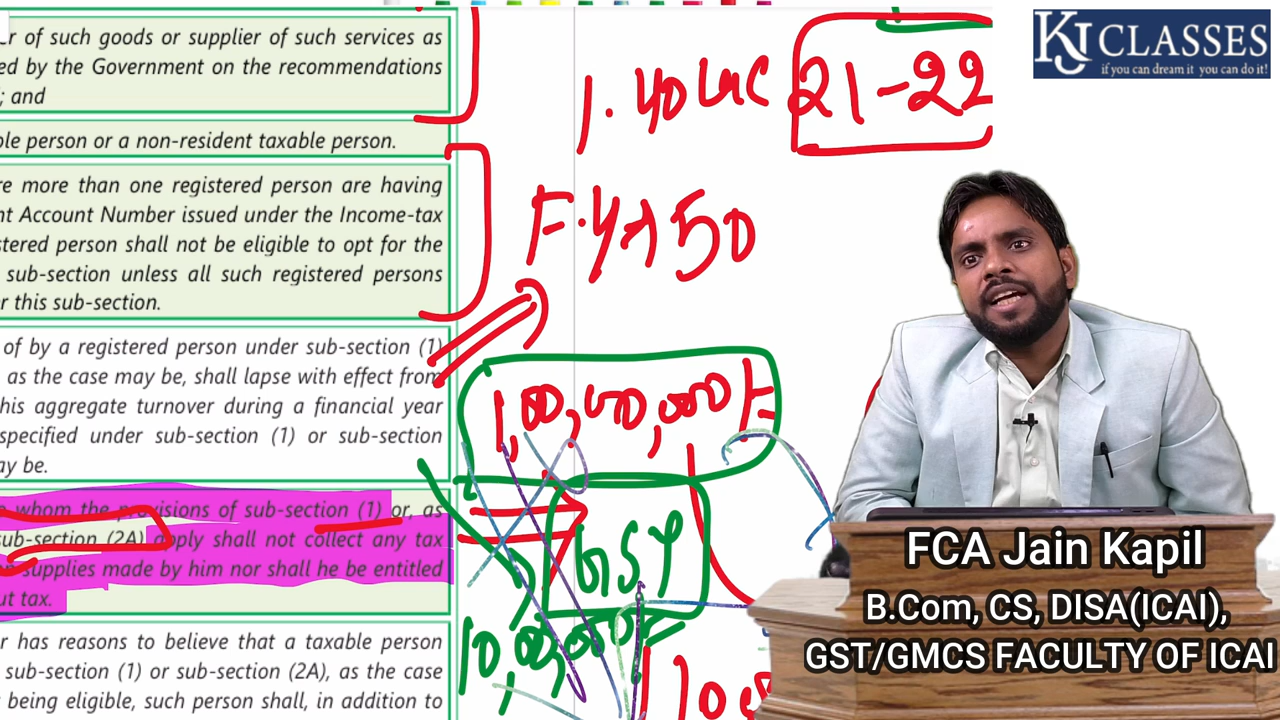 er of such goods or supplier of such services as
ed by the Government on the recommendations
; and
ole person or a non-resident taxable person.
re more than one registered person are having
nt Account Number issued under the Income-tax
stered person shall not be eligible to opt for the
sub-section unless all such registered persons
r this sub-section.
of by a registered person under sub-section (1)
as the case may be, shall lapse with effect from
his aggregate turnover during a financial year
specified under sub-section (1) or sub-section
ay be.
whom the provisions of sub-section (1) or, as
sub-section (2A) apply shall not collect any tax
supplies made by him nor shall he be entitled
ut tax.
er has reasons to believe that a taxable person
sub-section (1) or sub-section (2A), as the case
being eligible, such person shall, in addition to
1.40 Lac 21-22
50
1,00,00,000/-
10,00,000
KJ CLASSES
if you can dream it you can do it!
FCA Jain Kapil
B.Com, CS, DISA(ICAI),
GST/GMCS FACULTY OF ICAI